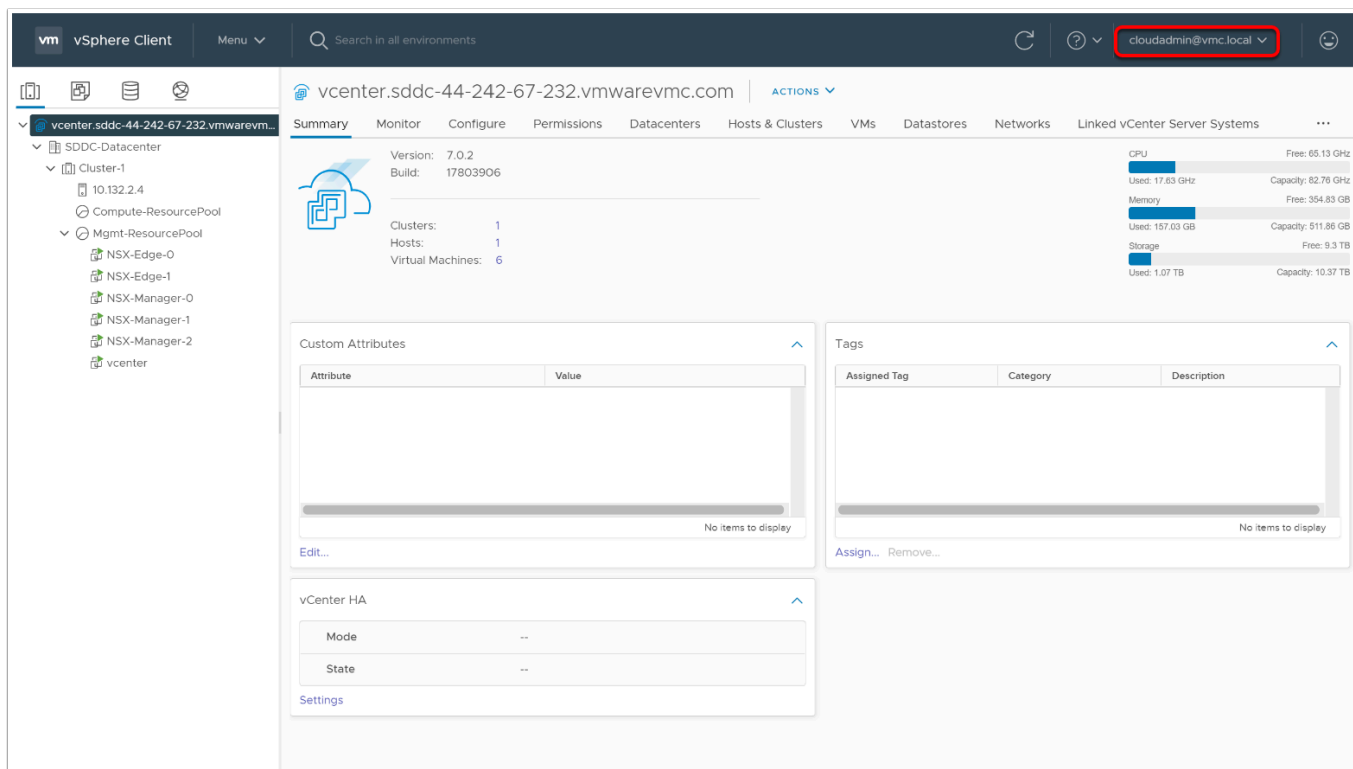 vm vSphere Client Menu Search in all environments cloudadmin@vmc.local
vcenter.sddc-44-242-67-232.vmwarevm...
SDDC-Datacenter
Cluster-1
10.132.2.4
Compute-ResourcePool
Mgmt-ResourcePool
NSX-Edge-0
NSX-Edge-1
NSX-Manager-0
NSX-Manager-1
NSX-Manager-2
vcenter
vcenter.sddc-44-242-67-232.vmwarevmc.com ACTIONS
Summary Monitor Configure Permissions Datacenters Hosts & Clusters VMs Datastores Networks Linked vCenter Server Systems ...
Version: 7.0.2
Build: 17803906
Clusters: 1
Hosts: 1
Virtual Machines: 6
CPU Free: 65.13 GHz
Used: 17.63 GHz Capacity: 82.76 GHz
Memory Free: 354.83 GB
Used: 157.03 GB Capacity: 511.86 GB
Storage Free: 9.3 TB
Used: 1.07 TB Capacity: 10.37 TB
Custom Attributes
Attribute Value
No items to display
Edit...
Tags
Assigned Tag Category Description
No items to display
Assign... Remove...
vCenter HA
Mode --
State --
Settings